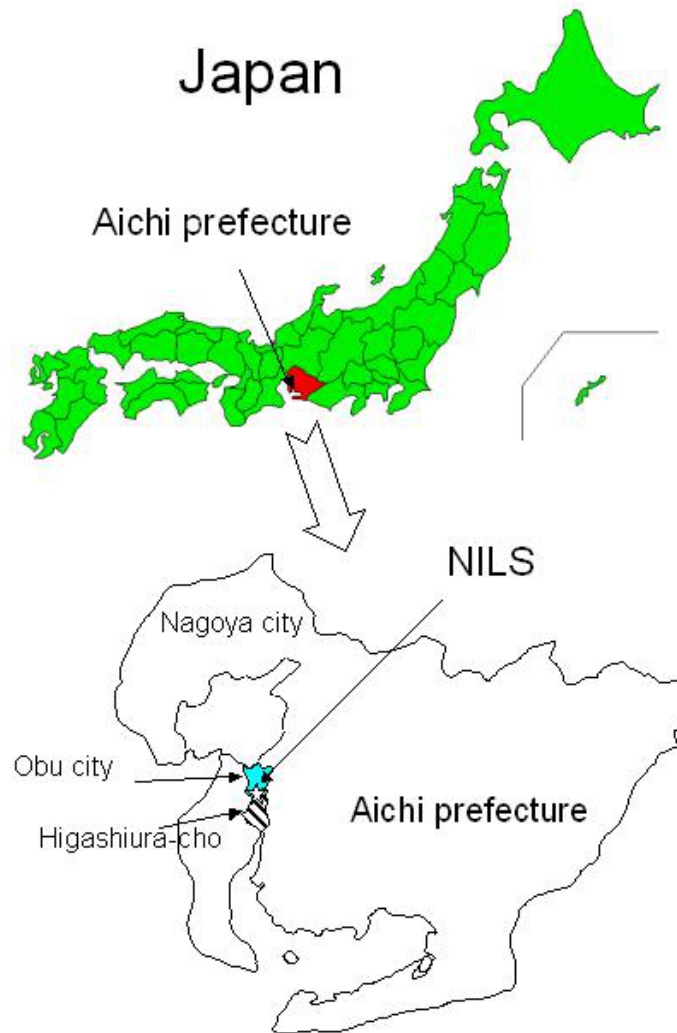 Japan
Aichi prefecture
NILS
Nagoya city
Obu city
Aichi prefecture
Higashiura-cho